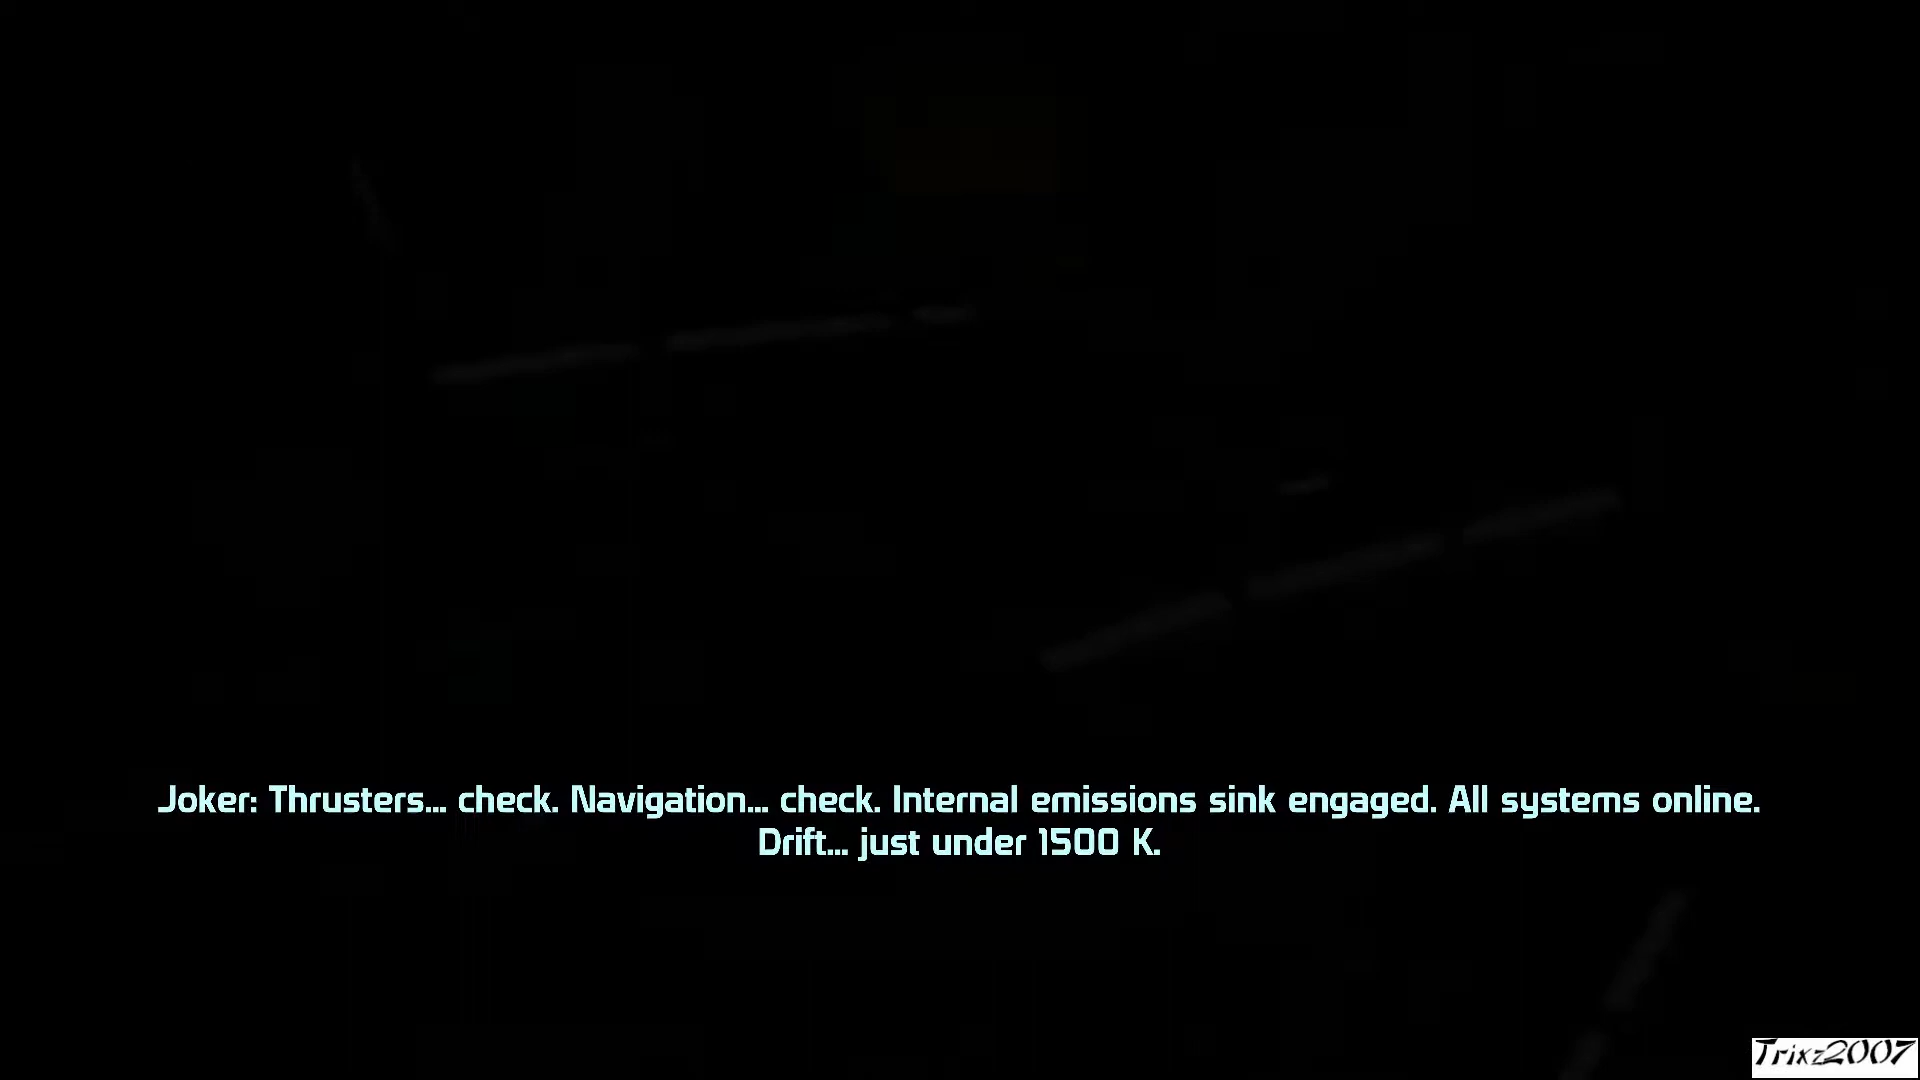 Joker: Thrusters... check. Navigation... check. Internal emissions sink engaged. All systems online.
Drift... just under 1500 K.
Trixz2007